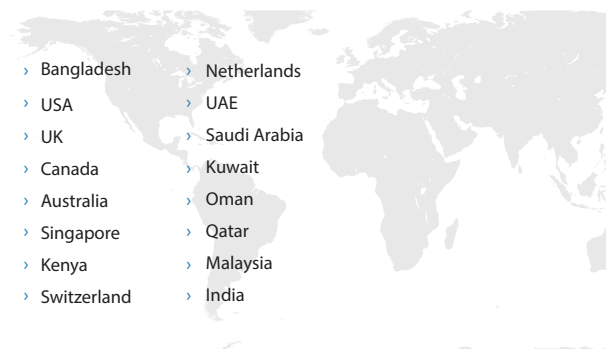 › Bangladesh
› USA
› UK
› Canada
› Australia
› Singapore
› Kenya
› Switzerland
› Netherlands
› UAE
› Saudi Arabia
› Kuwait
› Oman
› Qatar
› Malaysia
› India